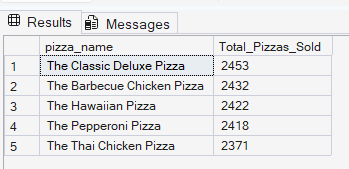 Results Messages
pizza_name Total_Pizzas_Sold
1 The Classic Deluxe Pizza 2453
2 The Barbecue Chicken Pizza 2432
3 The Hawaiian Pizza 2422
4 The Pepperoni Pizza 2418
5 The Thai Chicken Pizza 2371